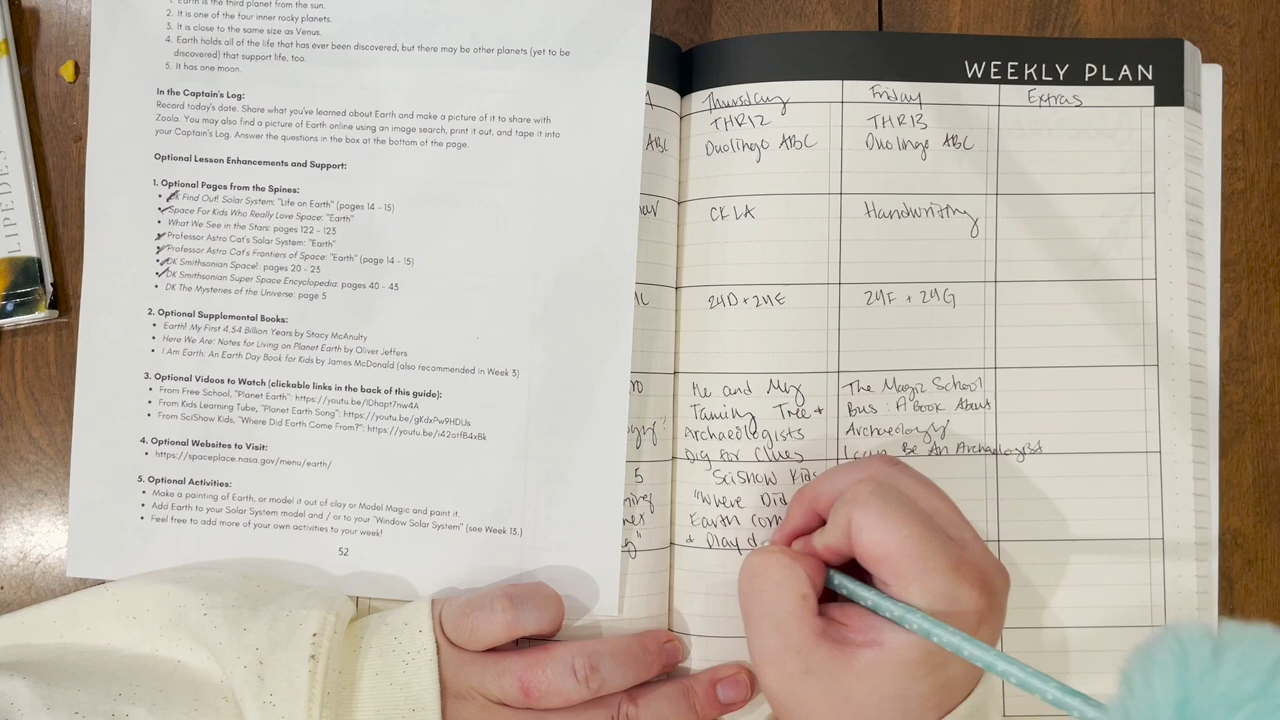 1. Earth is the third planet from the sun.
2. It is one of the four inner rocky planets.
3. It is close to the same size as Venus.
4. Earth holds all of the life that has ever been discovered, but there may be other planets (yet to be
discovered) that support life, too.
5. It has one moon.
In the Captain's Log:
Record today's date. Share what you've learned about Earth and make a picture of it to share with
Zoola. You may also find a picture of Earth online using an image search, print it out, and tape it into
your Captain's Log. Answer the questions in the box at the bottom of the page.
Optional Lesson Enhancements and Support:
1. Optional Pages from the Spines:
• DK Find Out! Solar System: "Life on Earth" (pages 14 - 15)
• Space For Kids Who Really Love Space: "Earth"
• What We See in the Stars: pages 122 - 123
• Professor Astro Cat's Solar System: "Earth"
• Professor Astro Cat's Frontiers of Space: "Earth" (page 14 - 15)
• DK Smithsonian Space!: pages 20 - 23
• DK Smithsonian Super Space Encyclopedia: pages 40 - 43
• DK The Mysteries of the Universe: page 5
2. Optional Supplemental Books:
• Earth! My First 4.54 Billion Years by Stacy McAnulty
• Here We Are: Notes for Living on Planet Earth by Oliver Jeffers
• I Am Earth: An Earth Day Book for Kids by James McDonald (also recommended in Week 3)
3. Optional Videos to Watch (clickable links in the back of this guide):
• From Free School, "Planet Earth": https://youtu.be/IDhapt7nw4A
• From Kids Learning Tube, "Planet Earth Song": https://youtu.be/gKdxPw9HDUs
• From SciShow Kids, "Where Did Earth Come From?": https://youtu.be/i42otfB4xBk
4. Optional Websites to Visit:
• https://spaceplace.nasa.gov/menu/earth/
5. Optional Activities:
• Make a painting of Earth, or model it out of clay or Model Magic and paint it.
• Add Earth to your Solar System model and / or to your "Window Solar System" (see Week 13.)
• Feel free to add more of your own activities to your week!
52
WEEKLY PLAN
Thursday
THR12
Duolingo ABC
CKLA
24D + 24E
Me and My
Family Tree +
Archaeologists
Dig for Clues
SciShow Kids
"Where Did
Earth Com
+ Play d
Friday
THR13
Duolingo ABC
Handwriting
24F + 24G
The Magic School
Bus: A Book About
Archaeology
I Can Be An Archaeologist
Extras
ABC
5
LIPEDES